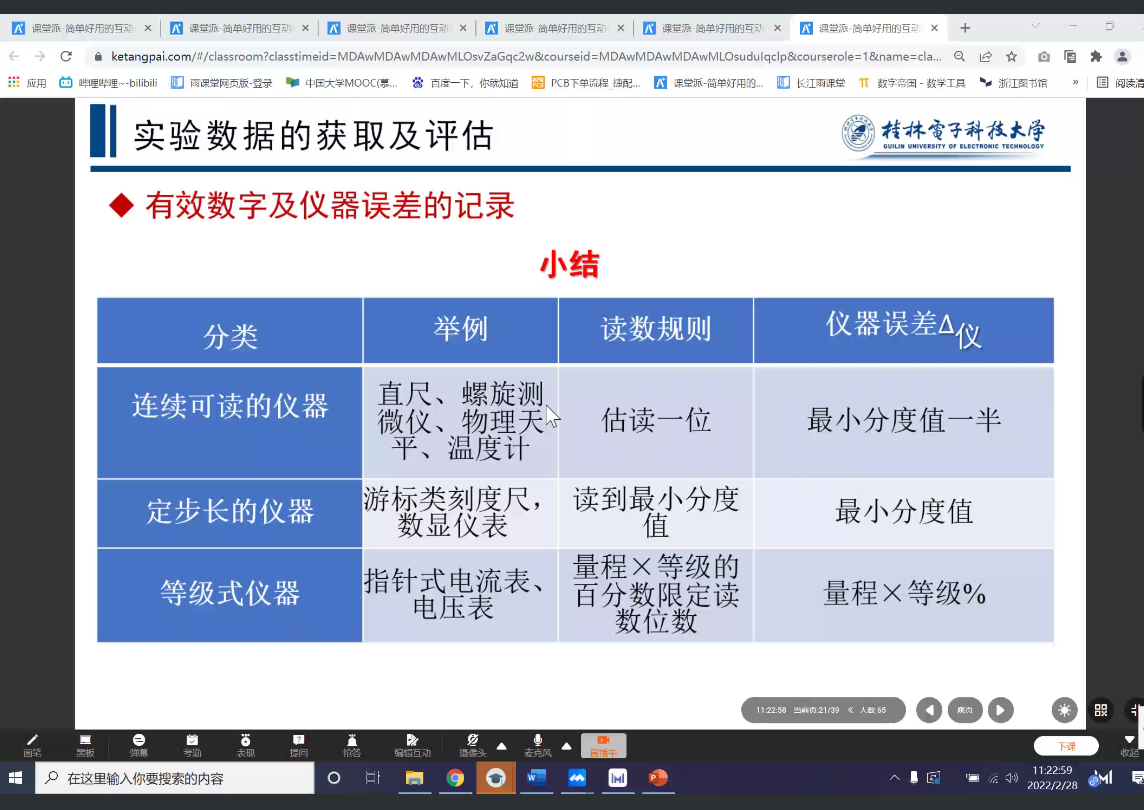 课堂派-简单好用的互动 课堂派-简单好用的互动 课堂派-简单好用的互动 课堂派-简单好用的互动 课堂派-简单好用的互动 课堂派-简单好用的互动
ketangpai.com/#/classroom?classtimeid=MDAwMDAwMDAwMLOsvZaGqc2w&courseid=MDAwMDAwMDAwMLOsuduIqclp&courserole=1&name=cla...
应用 哔哩哔哩~-bilibili 雨课堂网页版-登录 中国大学MOOC(慕... 百度一下，你就知道 PCB下单流程_捷配... 课堂派-简单好用的... 长江雨课堂 数字帝国 - 数学工具 浙江图书馆 » 阅读清
实验数据的获取及评估
桂林電子科技大学
GUILIN UNIVERSITY OF ELECTRONIC TECHNOLOGY
有效数字及仪器误差的记录
小结
分类 举例 读数规则 仪器误差Δ仪
连续可读的仪器
直尺、螺旋测
微仪、物理天
平、温度计
估读一位
最小分度值一半
定步长的仪器
游标类刻度尺，
数显仪表
读到最小分度
值
最小分度值
等级式仪器
指针式电流表、
电压表
量程×等级的
百分数限定读
数位数
量程×等级%
11:22:58 当前页:21/39 人数 65
画笔 黑板 弹幕 考勤 表现 提问 抢答 编辑互动 摄像头 麦克风 直播中 下课 收起
在这里输入你要搜索的内容
11:22:59
2022/2/28